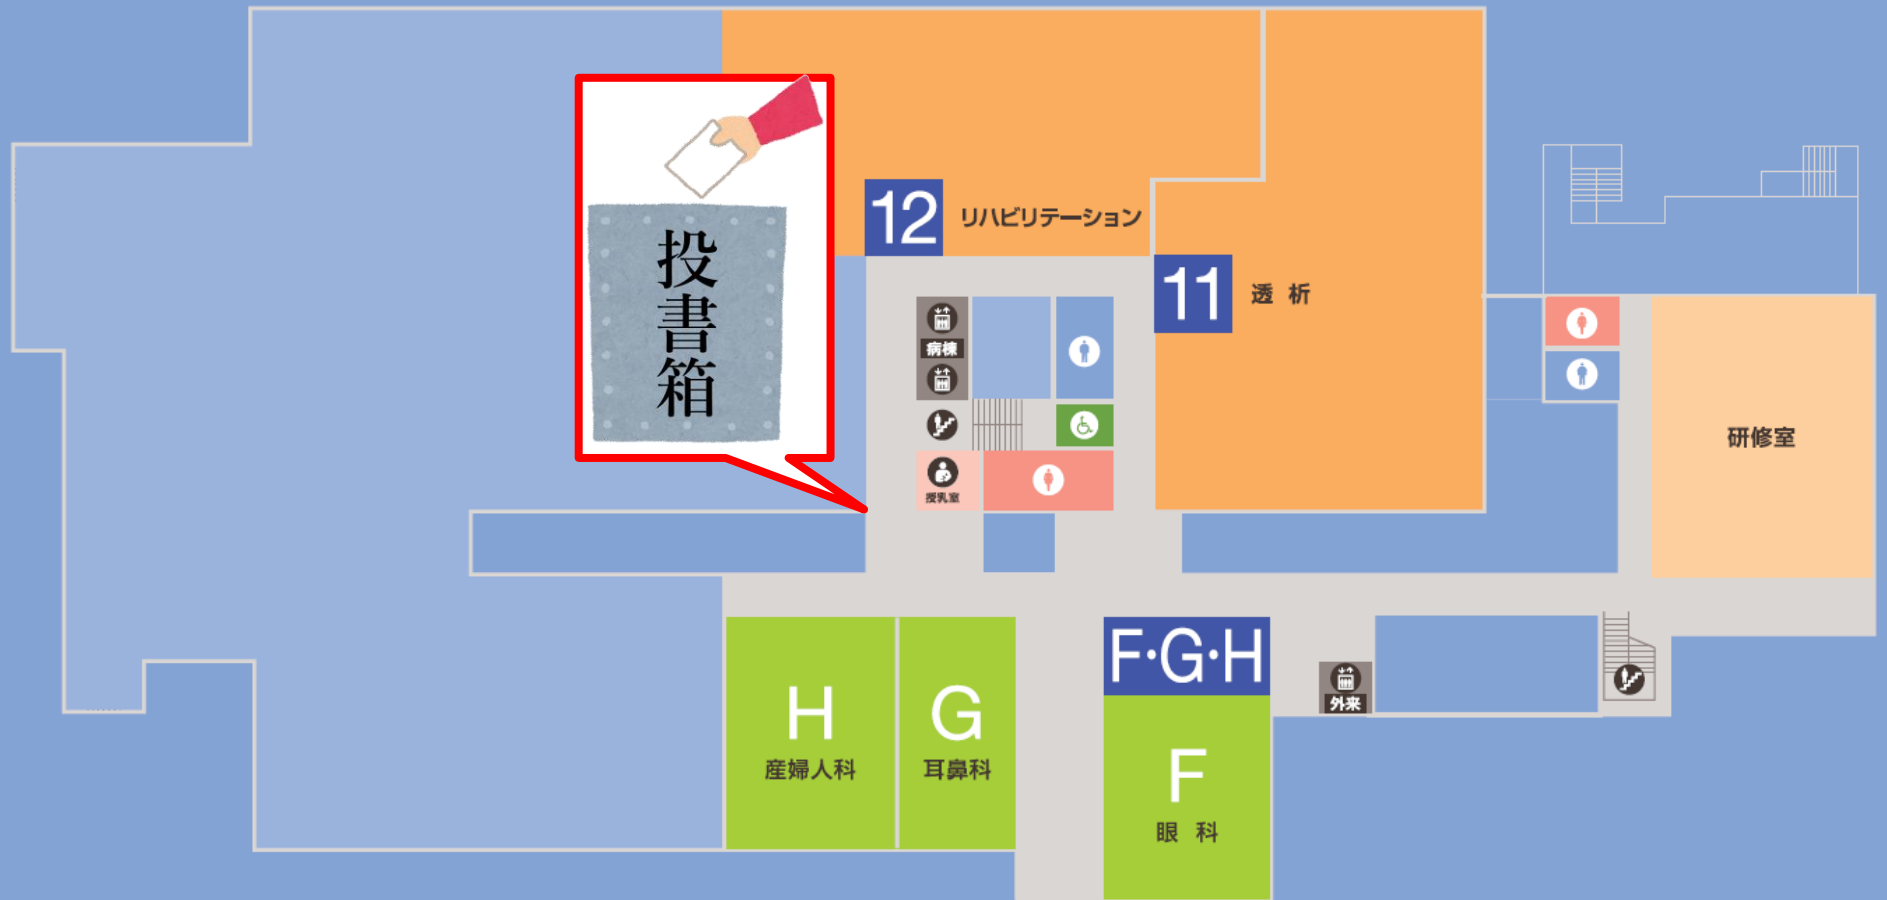 投書箱
12 リハビリテーション
11 透析
病棟
授乳室
研修室
F・G・H
外来
H
産婦人科
G
耳鼻科
F
眼科